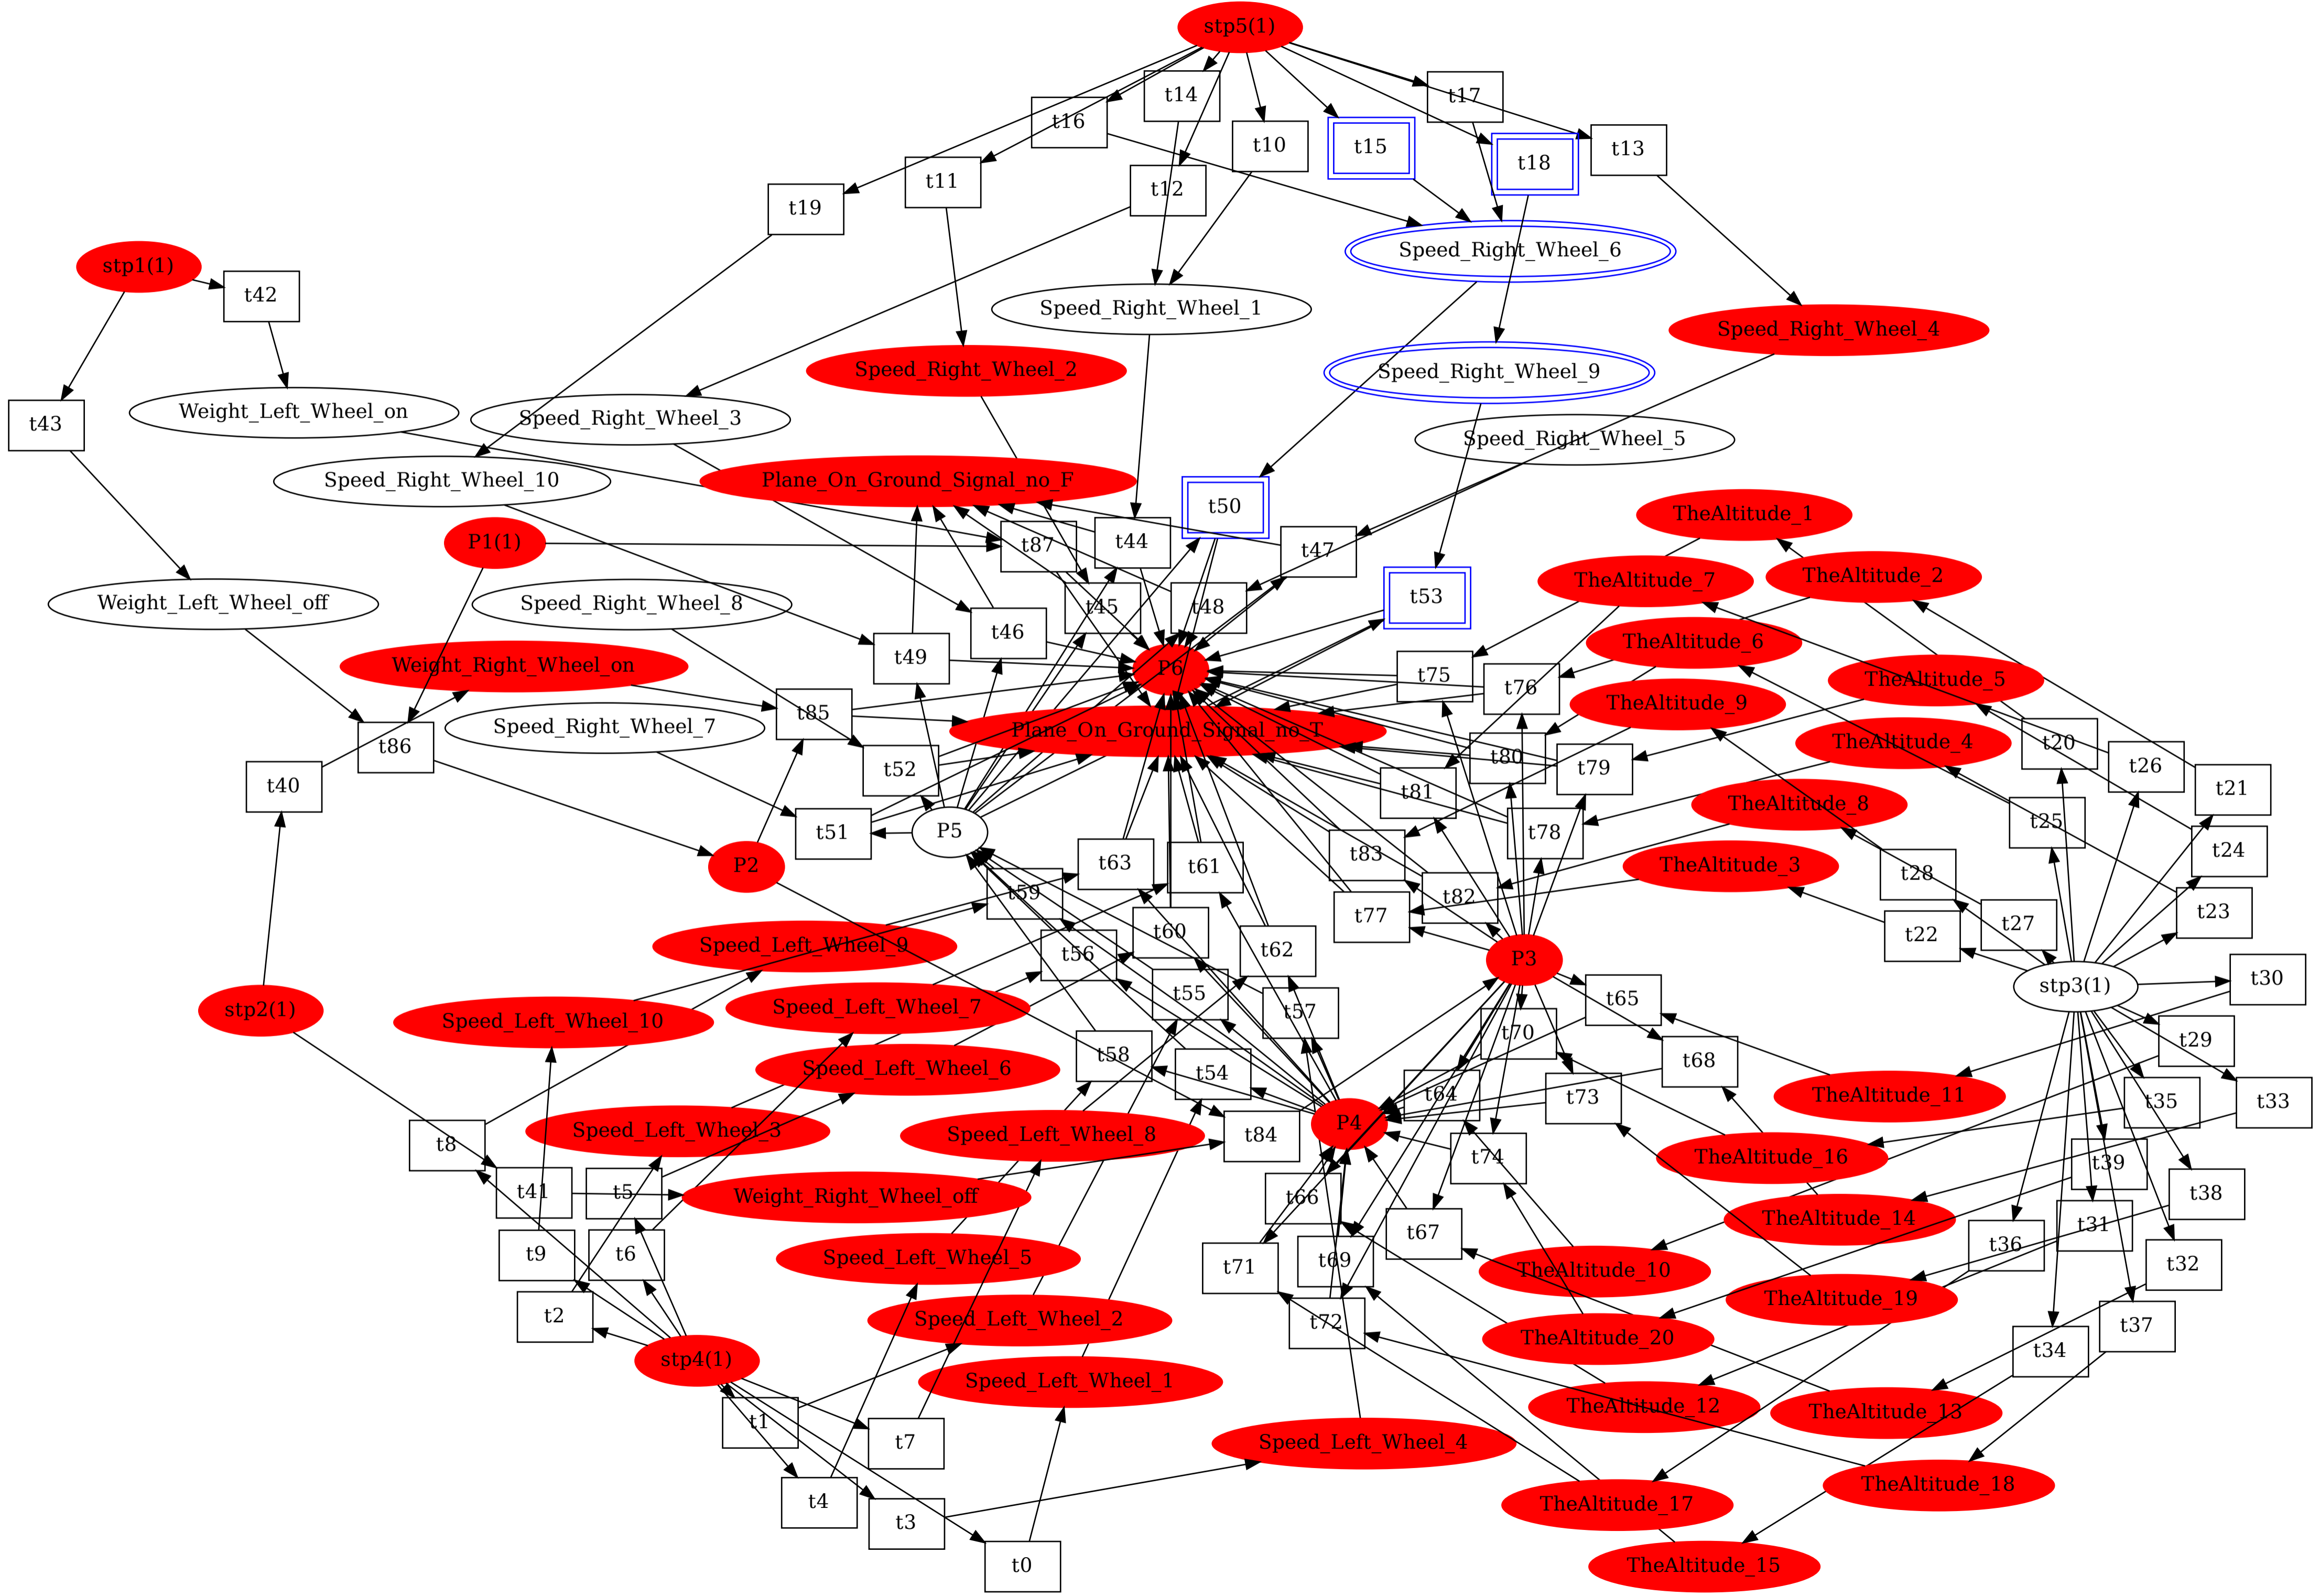 stp5(1)
t14
t17
t16
t10
t15
t18
t13
t11
t12
t19
Speed_Right_Wheel_6
stp1(1)
t42
Speed_Right_Wheel_1
Speed_Right_Wheel_4
Speed_Right_Wheel_2
Speed_Right_Wheel_9
Weight_Left_Wheel_on
t43
Speed_Right_Wheel_3
Speed_Right_Wheel_5
Speed_Right_Wheel_10
Plane_On_Ground_Signal_no_F
t50
TheAltitude_1
P1(1)
t87
t44
t47
TheAltitude_7
TheAltitude_2
t53
Weight_Left_Wheel_off
Speed_Right_Wheel_8
t45
t48
t46
TheAltitude_6
t49
Weight_Right_Wheel_on
P6
t75
t76
TheAltitude_5
TheAltitude_9
t85
Speed_Right_Wheel_7
Plane_On_Ground_Signal_no_T
TheAltitude_4
t20
t86
t80
t79
t26
t52
t40
t81
t21
TheAltitude_8
t51
P5
t78
t25
t83
t24
P2
t63
t61
TheAltitude_3
t28
t59
t82
t77
t23
t60
t22
t27
Speed_Left_Wheel_9
t56
t62
P3
t30
stp3(1)
t55
t65
stp2(1)
Speed_Left_Wheel_10
Speed_Left_Wheel_7
t57
t70
t29
t58
Speed_Left_Wheel_6
t68
t54
t64
t73
TheAltitude_11
t35
t33
P4
Speed_Left_Wheel_3
Speed_Left_Wheel_8
t84
t8
t74
TheAltitude_16
t39
t41
t5
Weight_Right_Wheel_off
t66
t38
TheAltitude_14
t31
t67
t9
t6
Speed_Left_Wheel_5
t69
t36
t71
TheAltitude_10
t32
TheAltitude_19
t2
Speed_Left_Wheel_2
t72
t37
TheAltitude_20
t34
stp4(1)
Speed_Left_Wheel_1
TheAltitude_12
TheAltitude_13
t1
t7
Speed_Left_Wheel_4
TheAltitude_18
t4
TheAltitude_17
t3
t0
TheAltitude_15